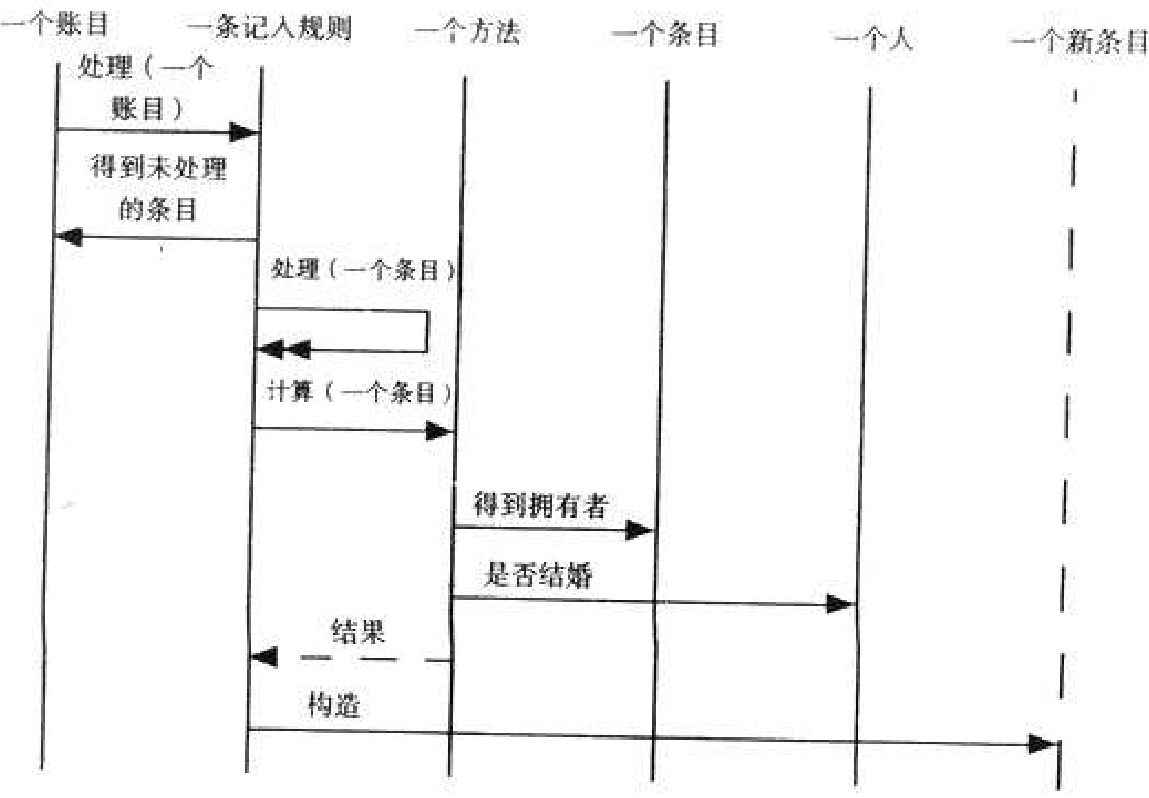 一个账目
一条记入规则
一个方法
一个条目
一个人
一个新条目
处理（一个
账目）
得到未处理
的条目
处理（一个条目）
计算（一个条目）
得到拥有者
是否结婚
结果
构造